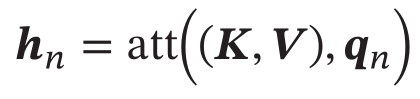 𝒉ₙ = att((𝑲, 𝑽), 𝒒ₙ)